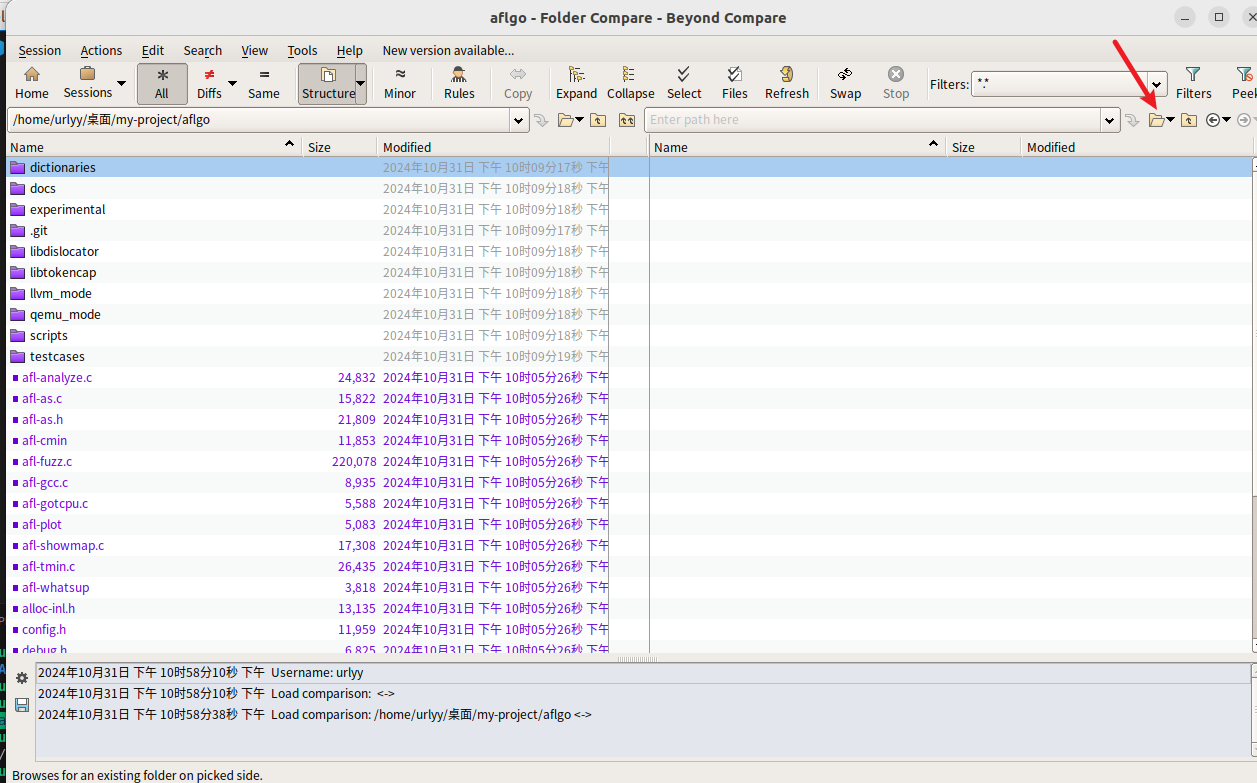 aflgo - Folder Compare - Beyond Compare
Session Actions Edit Search View Tools Help New version available...
Home Sessions All Diffs Same Structure Minor Rules Copy Expand Collapse Select Files Refresh Swap Stop Filters: *.* Filters Peek
/home/urlyy/桌面/my-project/aflgo Enter path here
Name Size Modified Name Size Modified
dictionaries 2024年10月31日 下午 10时09分17秒 下午
docs 2024年10月31日 下午 10时09分18秒 下午
experimental 2024年10月31日 下午 10时09分18秒 下午
.git 2024年10月31日 下午 10时09分17秒 下午
libdislocator 2024年10月31日 下午 10时09分18秒 下午
libtokencap 2024年10月31日 下午 10时09分18秒 下午
llvm_mode 2024年10月31日 下午 10时09分18秒 下午
qemu_mode 2024年10月31日 下午 10时09分18秒 下午
scripts 2024年10月31日 下午 10时09分18秒 下午
testcases 2024年10月31日 下午 10时09分19秒 下午
afl-analyze.c 24,832 2024年10月31日 下午 10时05分26秒 下午
afl-as.c 15,822 2024年10月31日 下午 10时05分26秒 下午
afl-as.h 21,809 2024年10月31日 下午 10时05分26秒 下午
afl-cmin 11,853 2024年10月31日 下午 10时05分26秒 下午
afl-fuzz.c 220,078 2024年10月31日 下午 10时05分26秒 下午
afl-gcc.c 8,935 2024年10月31日 下午 10时05分26秒 下午
afl-gotcpu.c 5,588 2024年10月31日 下午 10时05分26秒 下午
afl-plot 5,083 2024年10月31日 下午 10时05分26秒 下午
afl-showmap.c 17,308 2024年10月31日 下午 10时05分26秒 下午
afl-tmin.c 26,435 2024年10月31日 下午 10时05分26秒 下午
afl-whatsup 3,818 2024年10月31日 下午 10时05分26秒 下午
alloc-inl.h 13,135 2024年10月31日 下午 10时05分26秒 下午
config.h 11,959 2024年10月31日 下午 10时05分26秒 下午
debug.h 6,825 2024年10月31日 下午 10时05分26秒 下午
2024年10月31日 下午 10时58分10秒 下午 Username: urlyy
2024年10月31日 下午 10时58分10秒 下午 Load comparison: <->
2024年10月31日 下午 10时58分38秒 下午 Load comparison: /home/urlyy/桌面/my-project/aflgo <->
Browses for an existing folder on picked side.